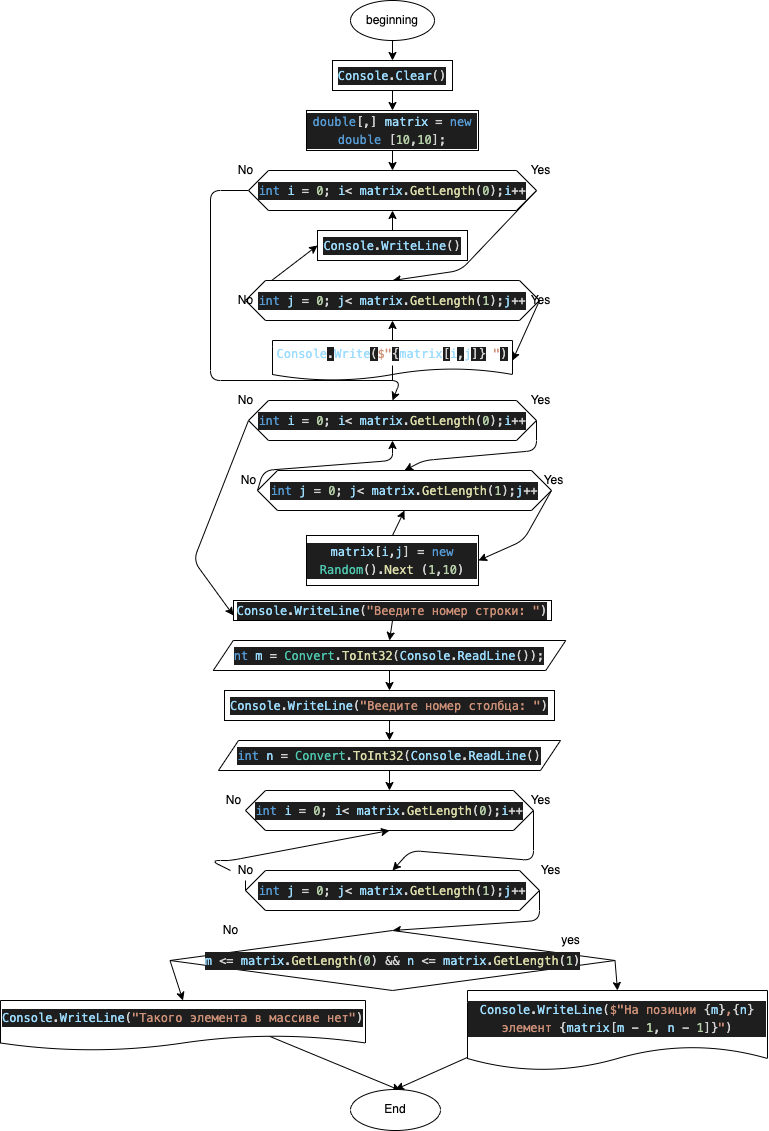 beginning
Console.Clear()
double[,] matrix = new
double [10,10];
No
Yes
int i = 0; i< matrix.GetLength(0);i++
Console.WriteLine()
No
int j = 0; j< matrix.GetLength(1);j++
Yes
Console.Write($"{matrix[i,j]} ")
No
Yes
int i = 0; i< matrix.GetLength(0);i++
No
Yes
int j = 0; j< matrix.GetLength(1);j++
matrix[i,j] = new
Random().Next (1,10)
Console.WriteLine("Веедите номер строки: ")
nt m = Convert.ToInt32(Console.ReadLine());
Console.WriteLine("Веедите номер столбца: ")
int n = Convert.ToInt32(Console.ReadLine()
No
Yes
int i = 0; i< matrix.GetLength(0);i++
No
Yes
int j = 0; j< matrix.GetLength(1);j++
No
yes
m <= matrix.GetLength(0) && n <= matrix.GetLength(1)
Console.WriteLine("Такого элемента в массиве нет")
Console.WriteLine($"На позиции {m},{n}
элемент {matrix[m - 1, n - 1]}")
End